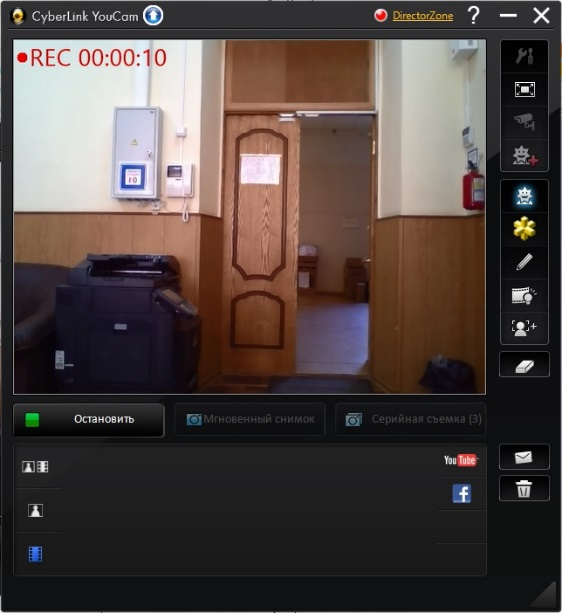 CyberLink YouCam
DirectorZone
?
REC 00:00:10
10
Остановить
Мгновенный снимок
Серийная съемка (3)
YouTube
f